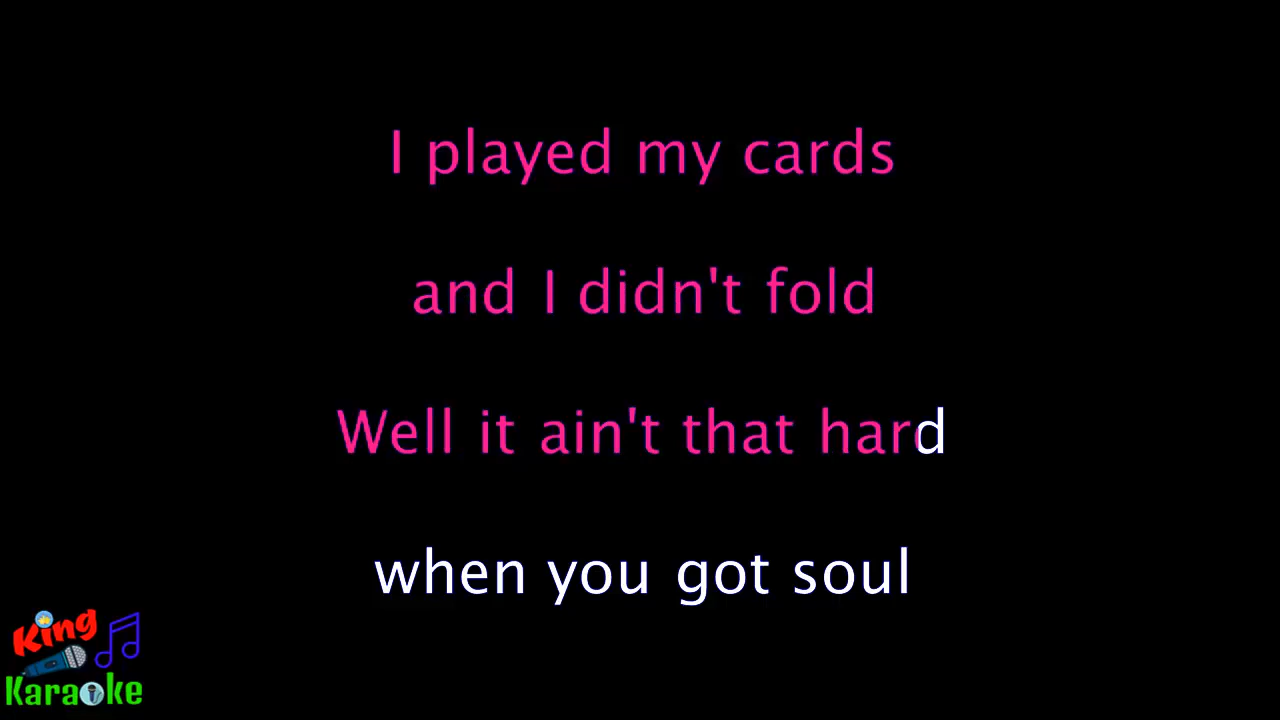 I played my cards
and I didn't fold
Well it ain't that hard
when you got soul
King
Karaoke